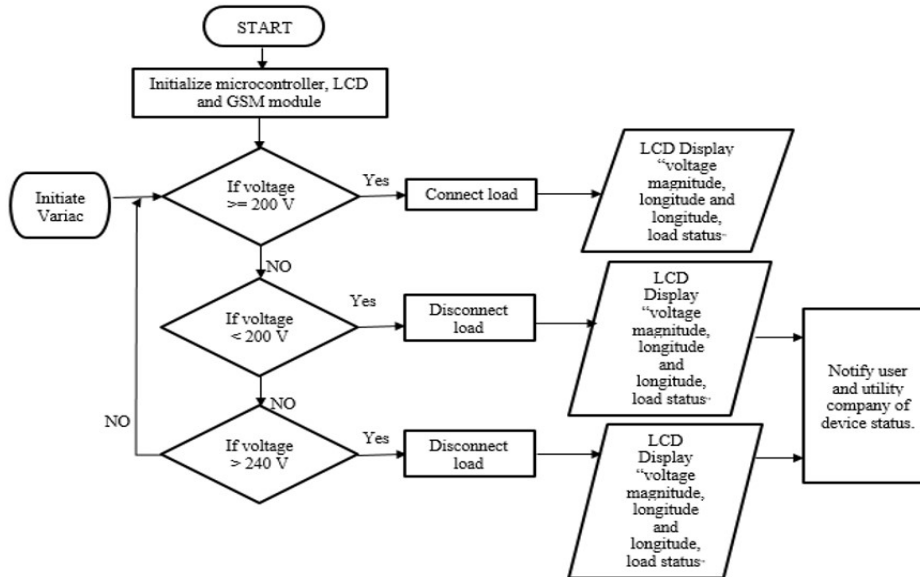 START
Initialize microcontroller, LCD
and GSM module
Initiate
Variac
If voltage
>= 200 V
Yes
Connect load
LCD Display
“voltage
magnitude,
longitude and
longitude,
load status”
NO
If voltage
< 200 V
Yes
Disconnect
load
LCD
Display
“voltage
magnitude,
longitude
and
longitude,
load status”
Notify user
and utility
company of
device status.
NO
NO
If voltage
> 240 V
Yes
Disconnect
load
LCD
Display
“voltage
magnitude,
longitude
and
longitude,
load status”